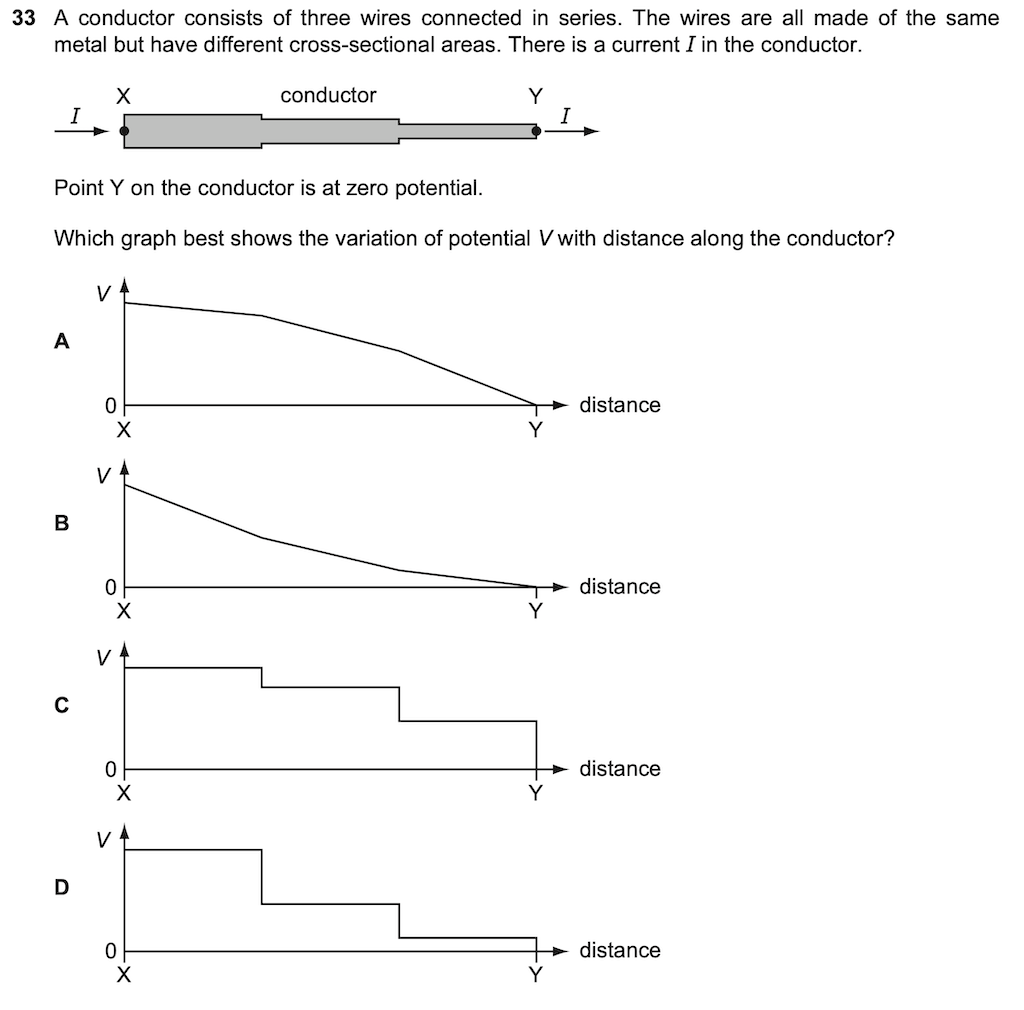 33 A conductor consists of three wires connected in series. The wires are all made of the same
metal but have different cross-sectional areas. There is a current I in the conductor.
X conductor Y
I I
Point Y on the conductor is at zero potential.
Which graph best shows the variation of potential V with distance along the conductor?
V
A
0 distance
X Y
V
B
0 distance
X Y
V
C
0 distance
X Y
V
D
0 distance
X Y